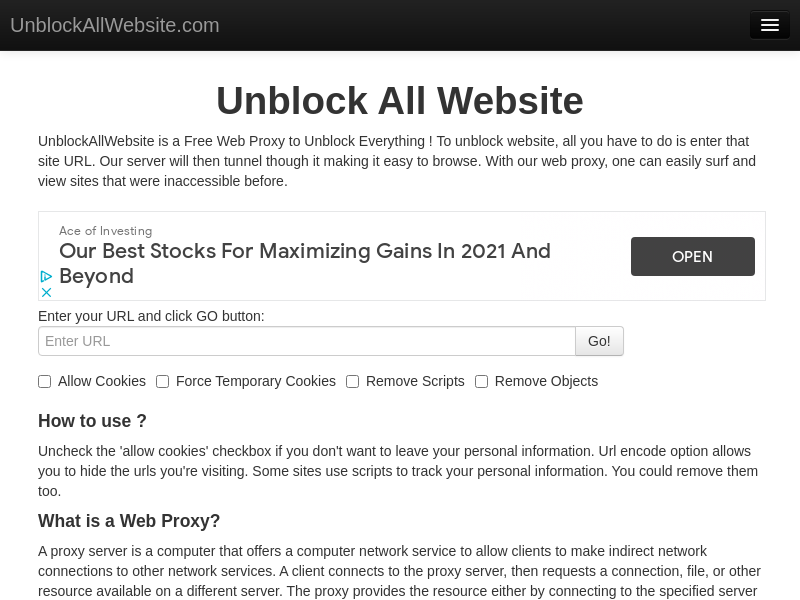 UnblockAllWebsite.com
Unblock All Website
UnblockAllWebsite is a Free Web Proxy to Unblock Everything ! To unblock website, all you have to do is enter that
site URL. Our server will then tunnel though it making it easy to browse. With our web proxy, one can easily surf and
view sites that were inaccessible before.
Ace of Investing
Our Best Stocks For Maximizing Gains In 2021 And
Beyond
OPEN
Enter your URL and click GO button:
Enter URL
Go!
Allow Cookies Force Temporary Cookies Remove Scripts Remove Objects
How to use ?
Uncheck the 'allow cookies' checkbox if you don't want to leave your personal information. Url encode option allows
you to hide the urls you're visiting. Some sites use scripts to track your personal information. You could remove them
too.
What is a Web Proxy?
A proxy server is a computer that offers a computer network service to allow clients to make indirect network
connections to other network services. A client connects to the proxy server, then requests a connection, file, or other
resource available on a different server. The proxy provides the resource either by connecting to the specified server